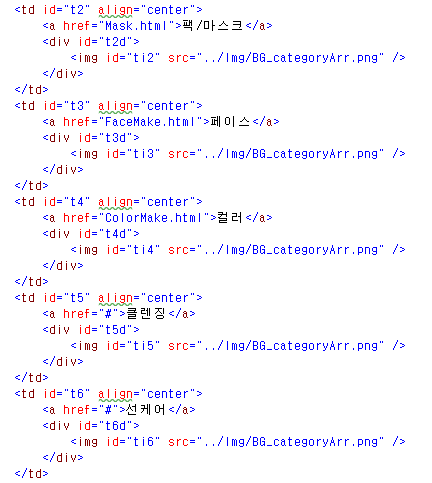 <td id="t2" align="center">
<a href="Mask.html">팩/마스크</a>
<div id="t2d">
<img id="ti2" src="../Img/BG_categoryArr.png" />
</div>
</td>
<td id="t3" align="center">
<a href="FaceMake.html">페이스</a>
<div id="t3d">
<img id="ti3" src="../Img/BG_categoryArr.png" />
</div>
</td>
<td id="t4" align="center">
<a href="ColorMake.html">컬러</a>
<div id="t4d">
<img id="ti4" src="../Img/BG_categoryArr.png" />
</div>
</td>
<td id="t5" align="center">
<a href="#">클렌징</a>
<div id="t5d">
<img id="ti5" src="../Img/BG_categoryArr.png" />
</div>
</td>
<td id="t6" align="center">
<a href="#">선케어</a>
<div id="t6d">
<img id="ti6" src="../Img/BG_categoryArr.png" />
</div>
</td>